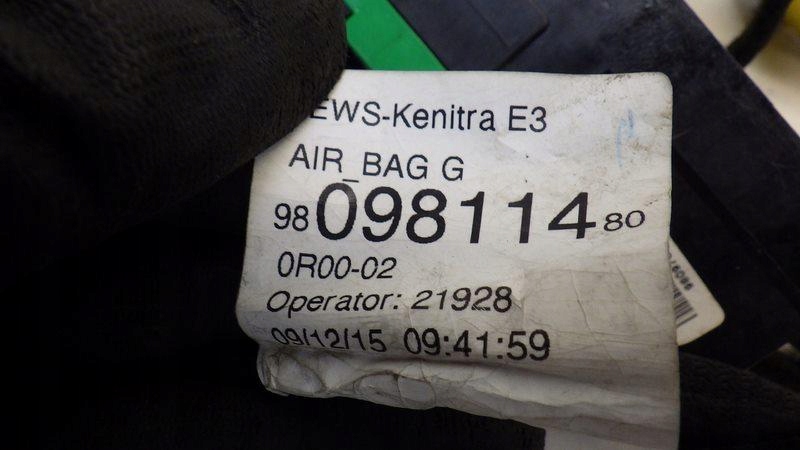 EWS-Kenitra E3
AIR_BAG G
98 098114 80
0R00-02
Operator: 21928
09/12/15 09:41:59